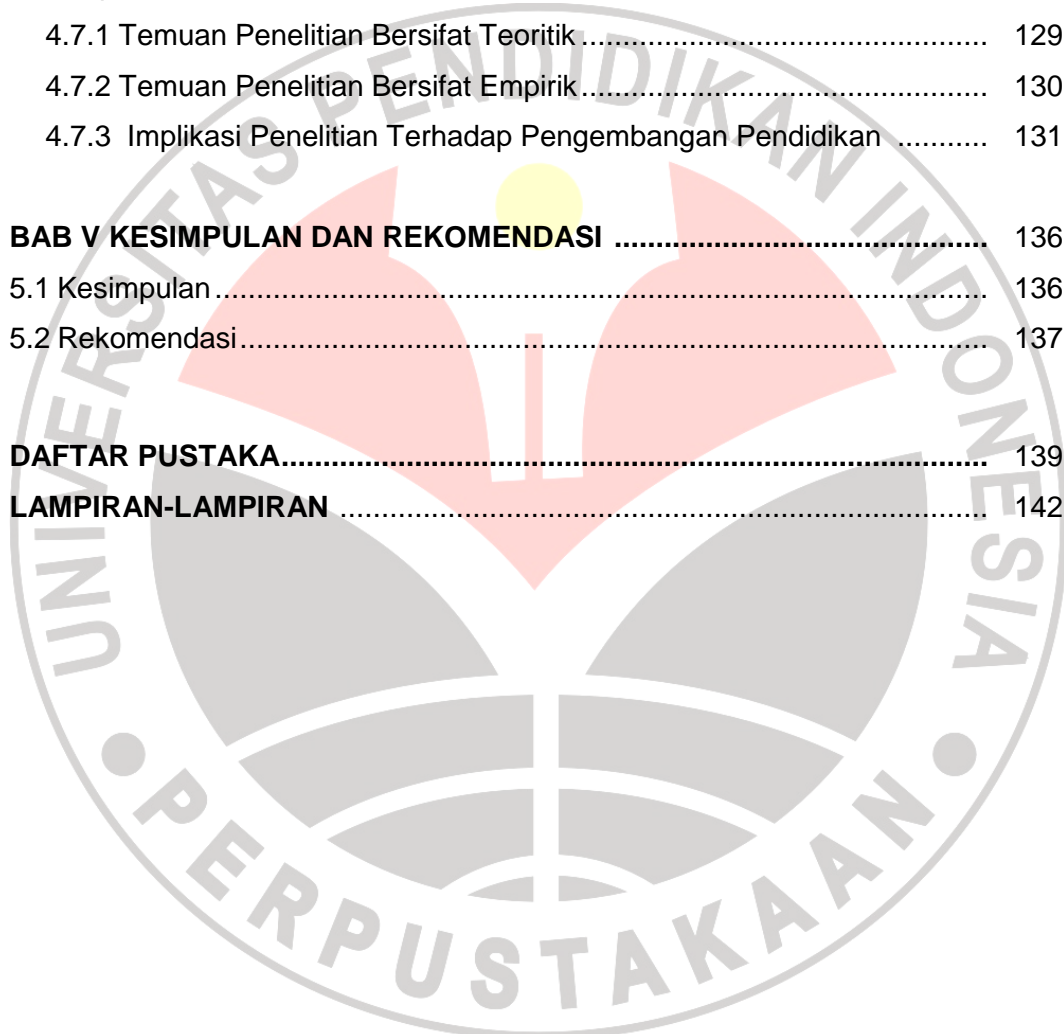 4.7.1 Temuan Penelitian Bersifat Teoritik ................................................. 129
4.7.2 Temuan Penelitian Bersifat Empirik ................................................. 130
4.7.3 Implikasi Penelitian Terhadap Pengembangan Pendidikan ........... 131
BAB V KESIMPULAN DAN REKOMENDASI ............................................. 136
5.1 Kesimpulan ............................................................................................. 136
5.2 Rekomendasi .......................................................................................... 137
DAFTAR PUSTAKA ..................................................................................... 139
LAMPIRAN-LAMPIRAN .............................................................................. 142
UNIVERSITAS PENDIDIKAN INDONESIA
PERPUSTAKAAN